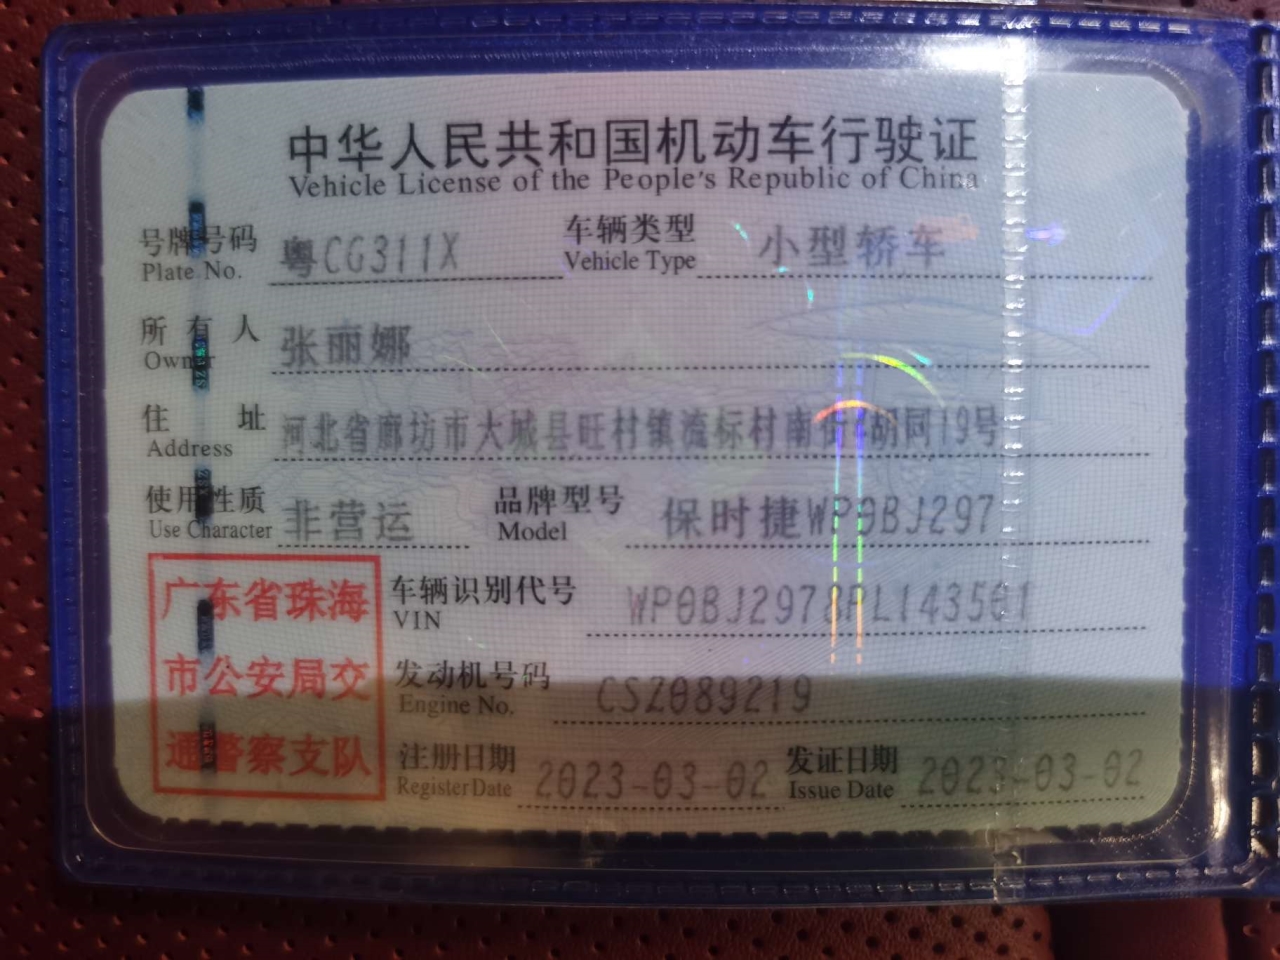 中华人民共和国机动车行驶证
Vehicle License of the People's Republic of China
号牌号码 粤CG311X 车辆类型 小型轿车
Plate No. Vehicle Type
所有人 张丽娜
Owner
住址 河北省廊坊市大城县旺村镇流标村南街 胡同19号
Address
使用性质 非营运 品牌型号 保时捷WP0BJ297
Use Character Model
广东省珠海
市公安局交
通警察支队
车辆识别代号 WP0BJ2978PL143501
VIN
发动机号码 CSZ089219
Engine No.
注册日期 2023-03-02 发证日期 2023-03-02
Register Date Issue Date